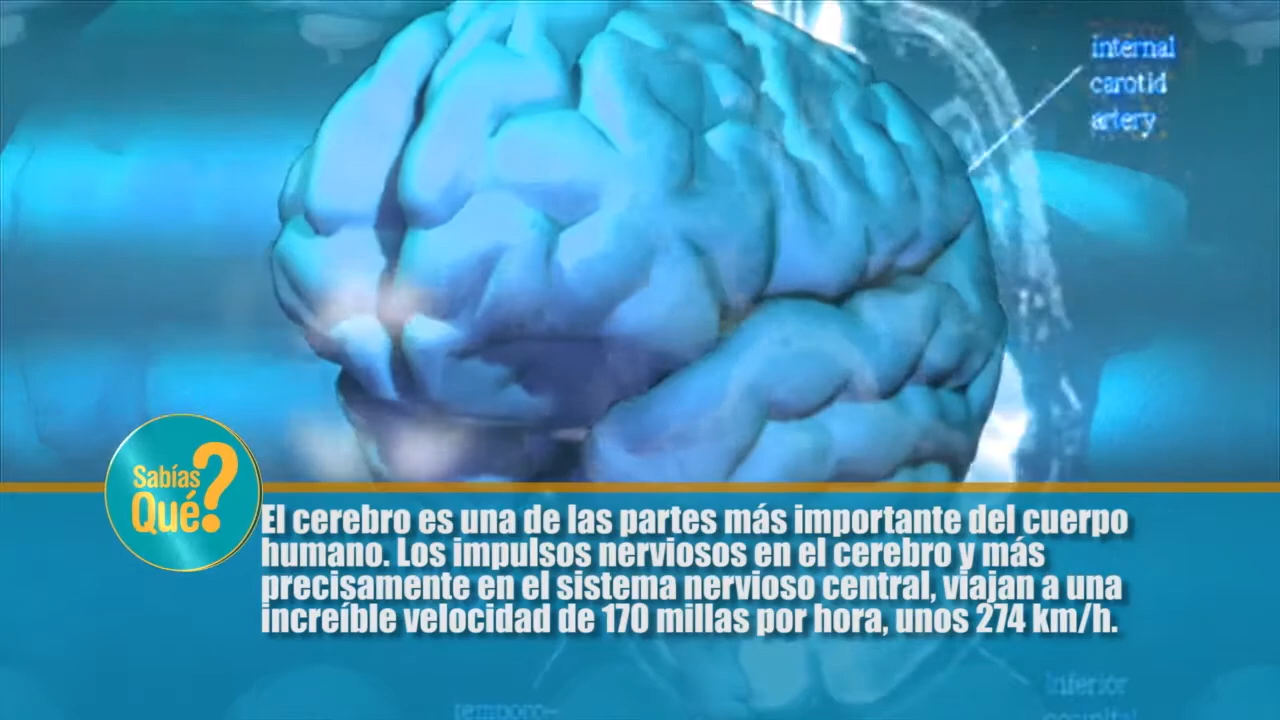 internal
carotid
artery
Sabías
Qué?
El cerebro es una de las partes más importante del cuerpo
humano. Los impulsos nerviosos en el cerebro y más
precisamente en el sistema nervioso central, viajan a una
increíble velocidad de 170 millas por hora, unos 274 km/h.
inferior